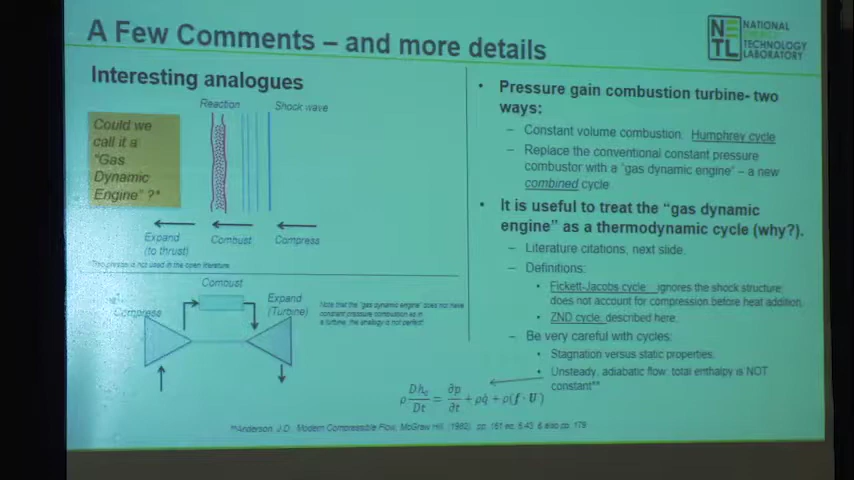 A Few Comments – and more details
NATIONAL
ENERGY
TECHNOLOGY
LABORATORY
NE
TL
Interesting analogues
Reaction
Shock wave
Could we
call it a
"Gas
Dynamic
Engine"?*
Expand
(to thrust)
Combust
Compress
*This phrase is not used in the open literature.
Combust
Compress
Expand
(Turbine)
Note that the "gas dynamic engine" does not have
constant pressure combustion as in
a turbine; the analogy is not perfect!
• Pressure gain combustion turbine- two
ways:
– Constant volume combustion: Humphrey cycle
– Replace the conventional constant pressure
combustor with a "gas dynamic engine" – a new
combined cycle
• It is useful to treat the "gas dynamic
engine" as a thermodynamic cycle (why?).
– Literature citations, next slide.
– Definitions:
• Fickett-Jacobs cycle ignores the shock structure;
does not account for compression before heat addition.
• ZND cycle described here.
– Be very careful with cycles:
• Stagnation versus static properties.
• Unsteady, adiabatic flow: total enthalpy is NOT
constant**
ρ Dh₀/Dt = ∂p/∂t + ρq̇ + ρ(f · U)
**Anderson, J.D. Modern Compressible Flow, McGraw Hill, (1982) pp. 161 eq. 6.43, & also pp. 179